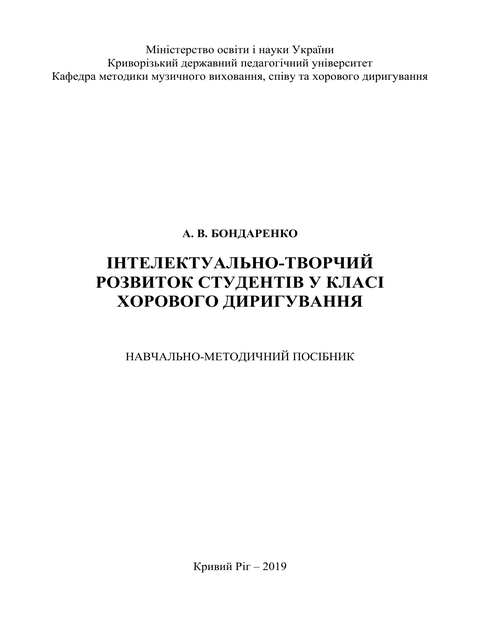 Міністерство освіти і науки України
Криворізький державний педагогічний університет
Кафедра методики музичного виховання, співу та хорового диригування
А. В. БОНДАРЕНКО
ІНТЕЛЕКТУАЛЬНО-ТВОРЧИЙ
РОЗВИТОК СТУДЕНТІВ У КЛАСІ
ХОРОВОГО ДИРИГУВАННЯ
НАВЧАЛЬНО-МЕТОДИЧНИЙ ПОСІБНИК
Кривий Ріг – 2019